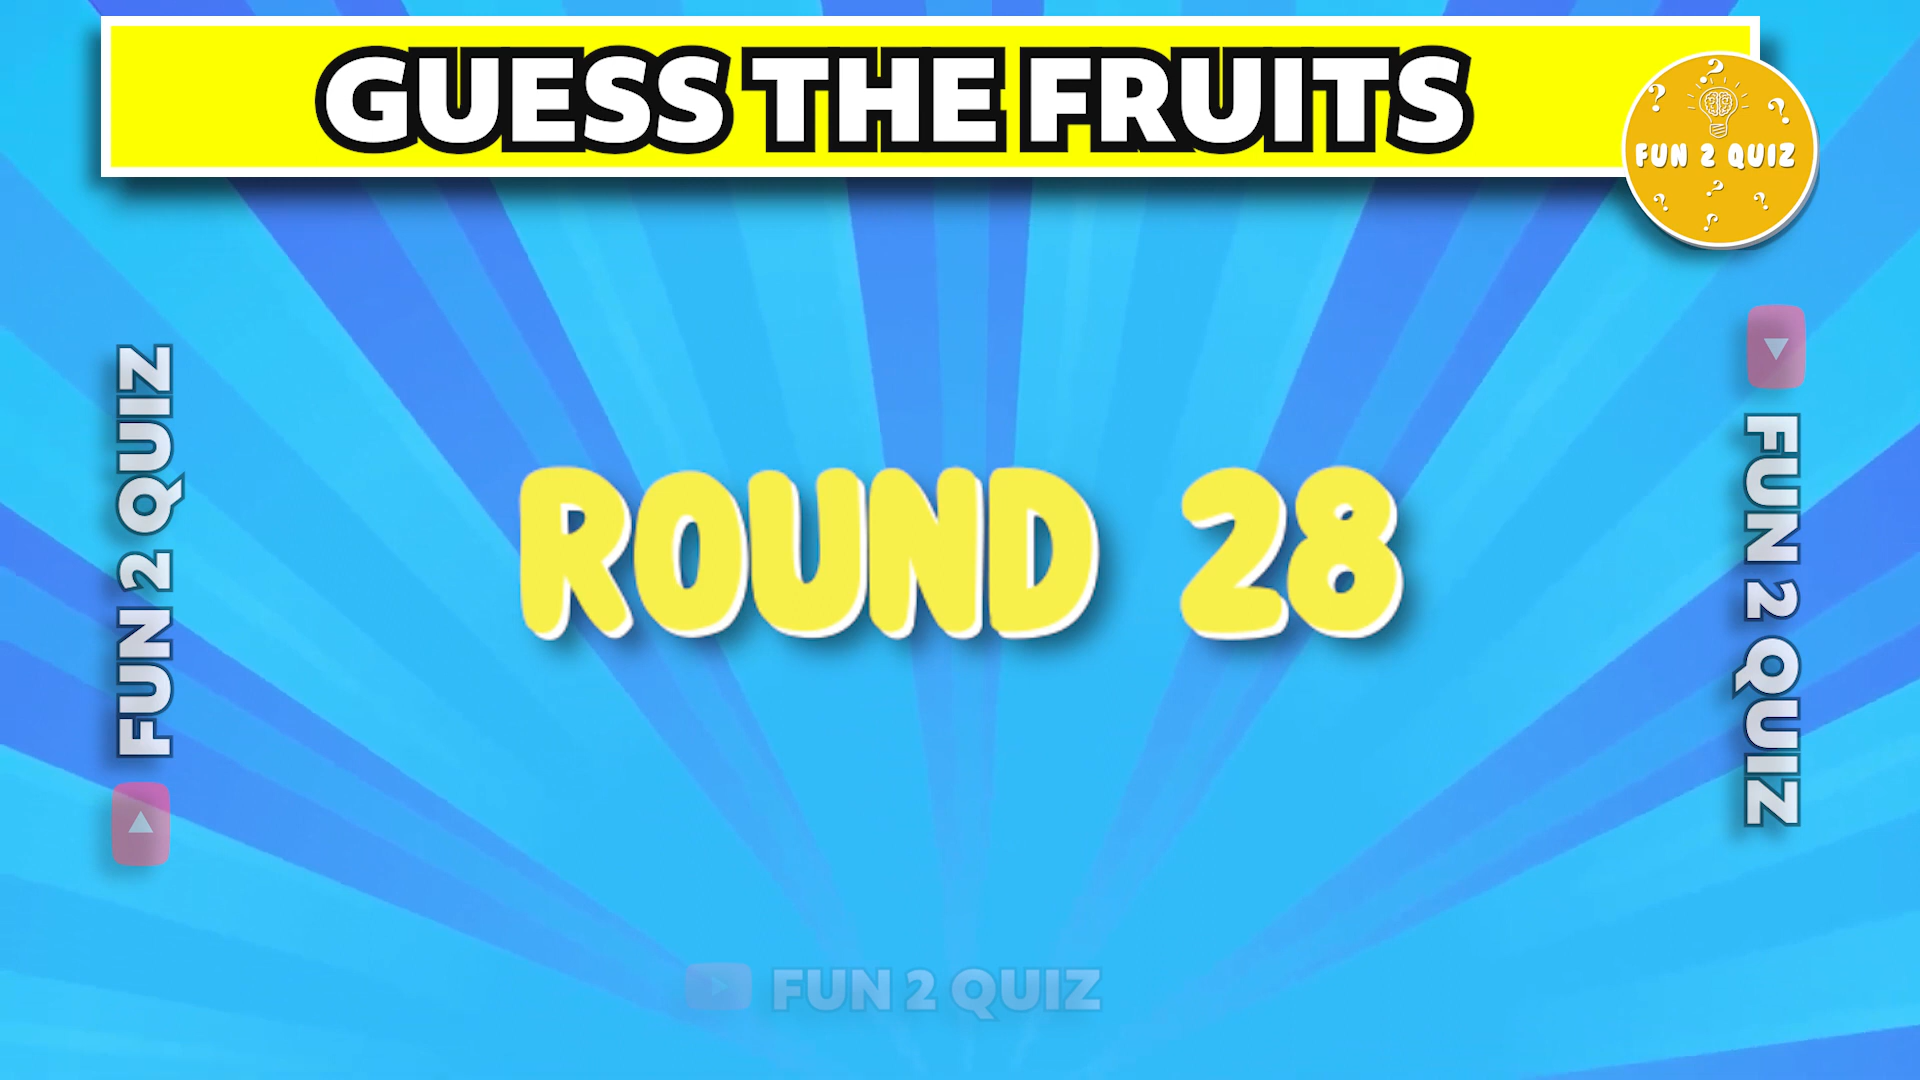 GUESS THE FRUITS
? ? ?
FUN 2 QUIZ
? ? ? ?
FUN 2 QUIZ
ROUND 28
FUN 2 QUIZ
FUN 2 QUIZ